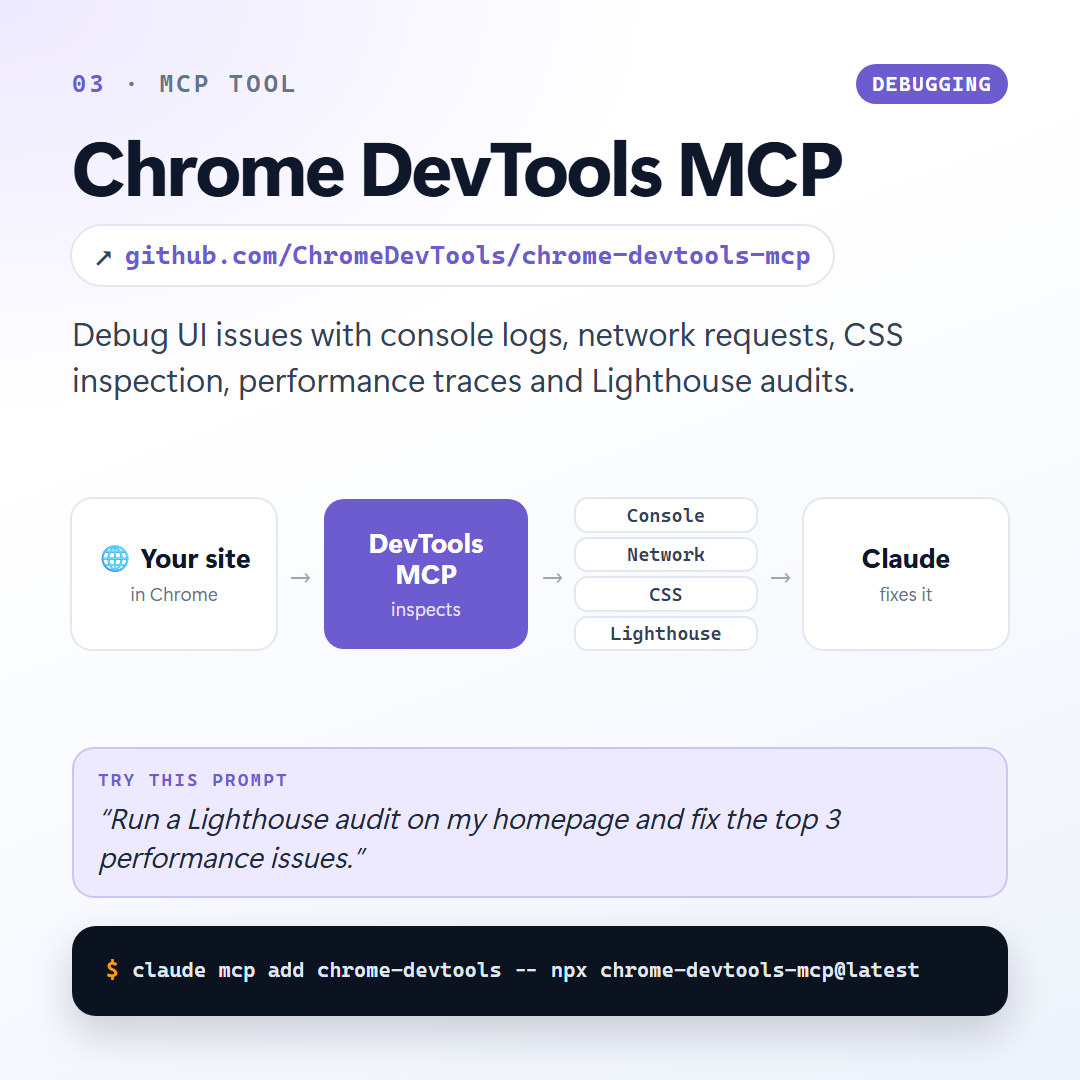 03 · MCP TOOL
DEBUGGING
Chrome DevTools MCP
↗ github.com/ChromeDevTools/chrome-devtools-mcp
Debug UI issues with console logs, network requests, CSS
inspection, performance traces and Lighthouse audits.
🌐 Your site
in Chrome
→
DevTools
MCP
inspects
→
Console
Network
CSS
Lighthouse
→
Claude
fixes it
TRY THIS PROMPT
“Run a Lighthouse audit on my homepage and fix the top 3
performance issues.”
$ claude mcp add chrome-devtools -- npx chrome-devtools-mcp@latest